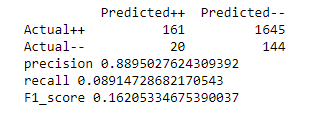 Predicted++ Predicted--
Actual++ 161 1645
Actual-- 20 144
precision 0.8895027624309392
recall 0.08914728682170543
F1_score 0.16205334675390037